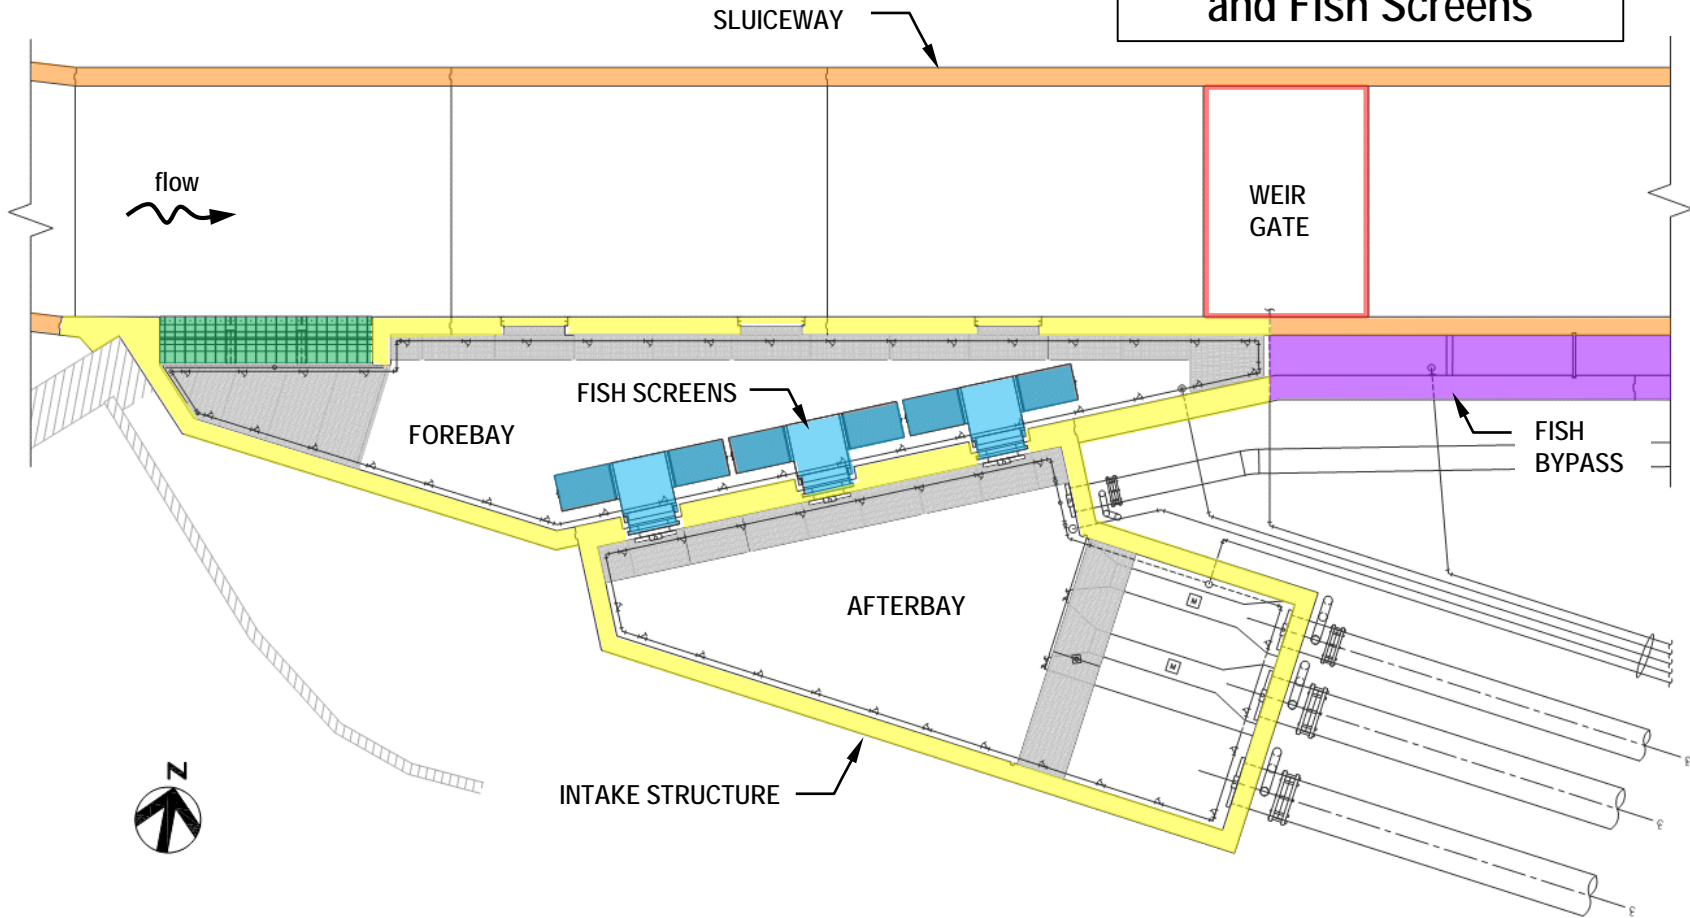 and Fish Screens
SLUICEWAY
flow
WEIR
GATE
FISH SCREENS
FOREBAY
FISH
BYPASS
AFTERBAY
M
M
INTAKE STRUCTURE
N